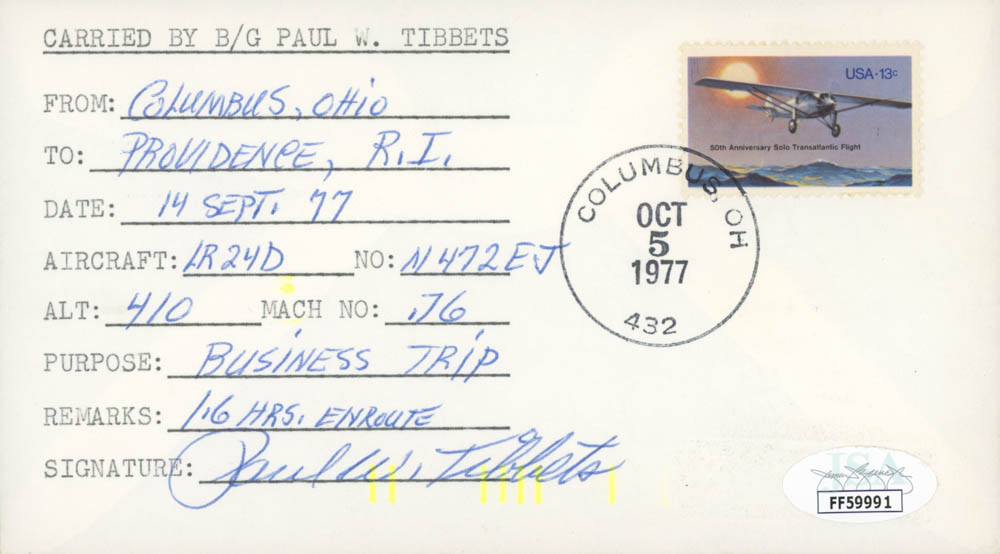 CARRIED BY B/G PAUL W. TIBBETS
FROM: COLUMBUS, OHIO
TO: PROVIDENCE, R.I.
DATE: 14 SEPT. 77
AIRCRAFT: LR24D NO: N472EJ
ALT: 410 MACH NO: .76
PURPOSE: BUSINESS TRIP
REMARKS: 1.6 HRS. ENROUTE
SIGNATURE: Paul W. Tibbets
USA·13c
50th Anniversary Solo Transatlantic Flight
COLUMBUS, OH
OCT
5
1977
432
JSA
FF59991